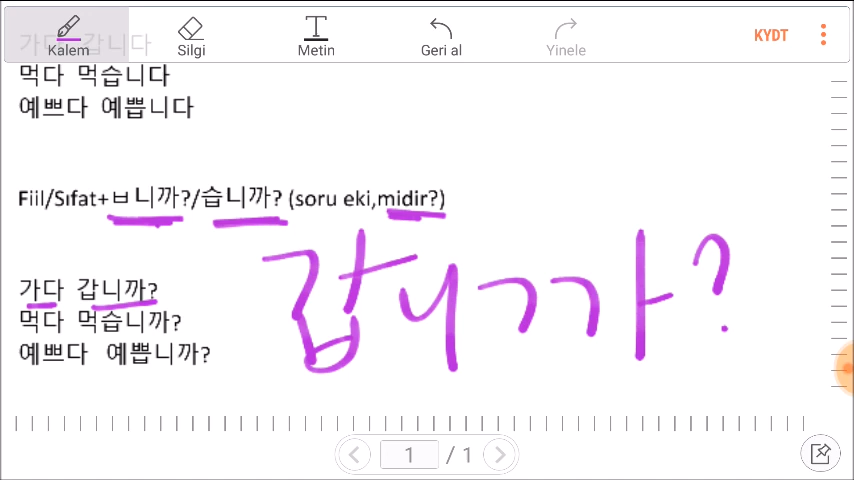 가다 갑니다
Kalem
Silgi
Metin
Geri al
Yinele
KYDT
먹다 먹습니다
예쁘다 예쁩니다
Fiil/Sıfat+ㅂ니까?/습니까? (soru eki,midir?)
가다 갑니까?
먹다 먹습니까?
예쁘다 예쁩니까?
갑니까?
1 / 1